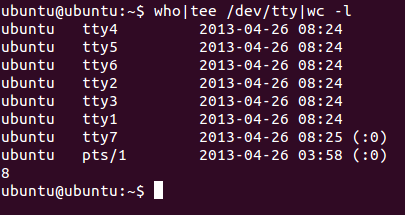 ubuntu@ubuntu:~$ who|tee /dev/tty|wc -l
ubuntu   tty4         2013-04-26 08:24
ubuntu   tty5         2013-04-26 08:24
ubuntu   tty6         2013-04-26 08:24
ubuntu   tty2         2013-04-26 08:24
ubuntu   tty3         2013-04-26 08:24
ubuntu   tty1         2013-04-26 08:24
ubuntu   tty7         2013-04-26 08:25 (:0)
ubuntu   pts/1        2013-04-26 03:58 (:0)
8
ubuntu@ubuntu:~$